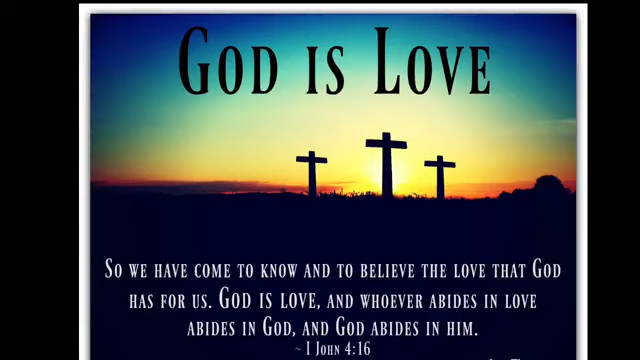 God is Love
So we have come to know and to believe the love that God
has for us. God is love, and whoever abides in love
abides in God, and God abides in him.
~ I John 4:16